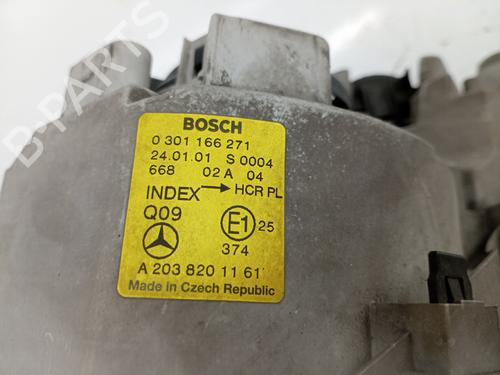 BOSCH
0 301 166 271
24.01.01 S 0004
668 02 A 04
INDEX → HCR PL
Q09
E1 25
374
A 203 820 11 61
Made in Czech Republic
B-PARTS